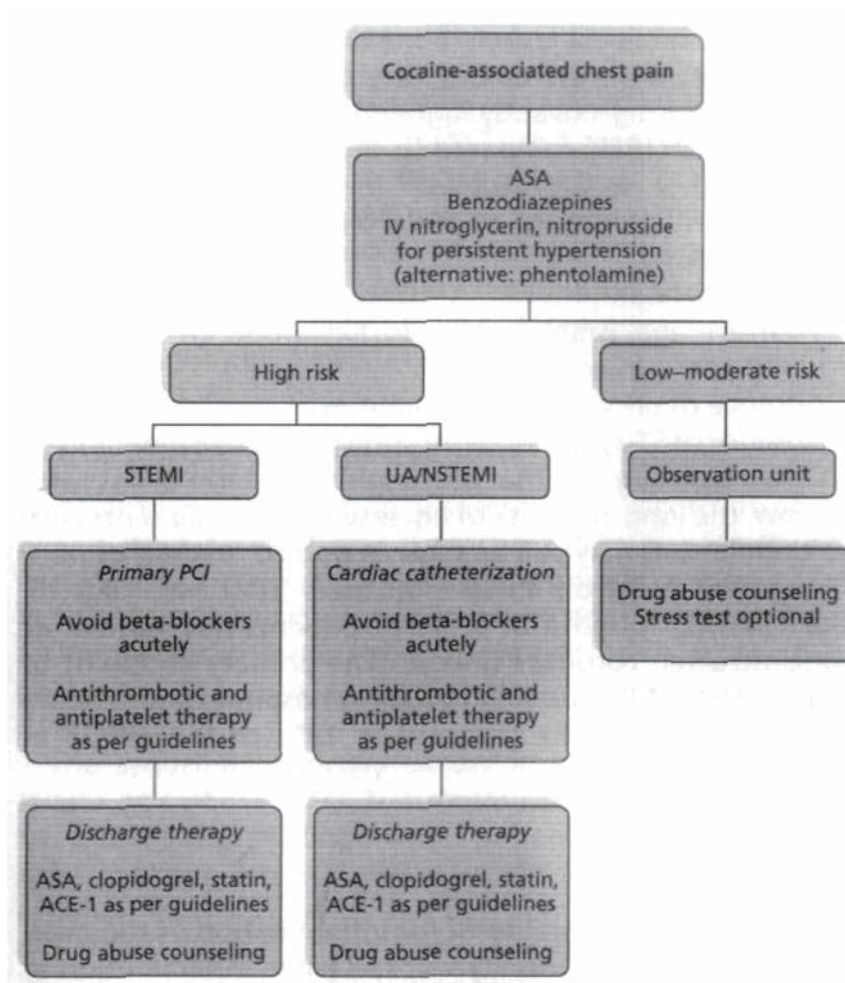 Cocaine-associated chest pain
ASA
Benzodiazepines
IV nitroglycerin, nitroprusside
for persistent hypertension
(alternative: phentolamine)
High risk
Low–moderate risk
STEMI
UA/NSTEMI
Observation unit
Primary PCI
Avoid beta-blockers
acutely
Antithrombotic and
antiplatelet therapy
as per guidelines
Cardiac catheterization
Avoid beta-blockers
acutely
Antithrombotic and
antiplatelet therapy
as per guidelines
Drug abuse counseling
Stress test optional
Discharge therapy
ASA, clopidogrel, statin,
ACE-1 as per guidelines
Drug abuse counseling
Discharge therapy
ASA, clopidogrel, statin,
ACE-1 as per guidelines
Drug abuse counseling